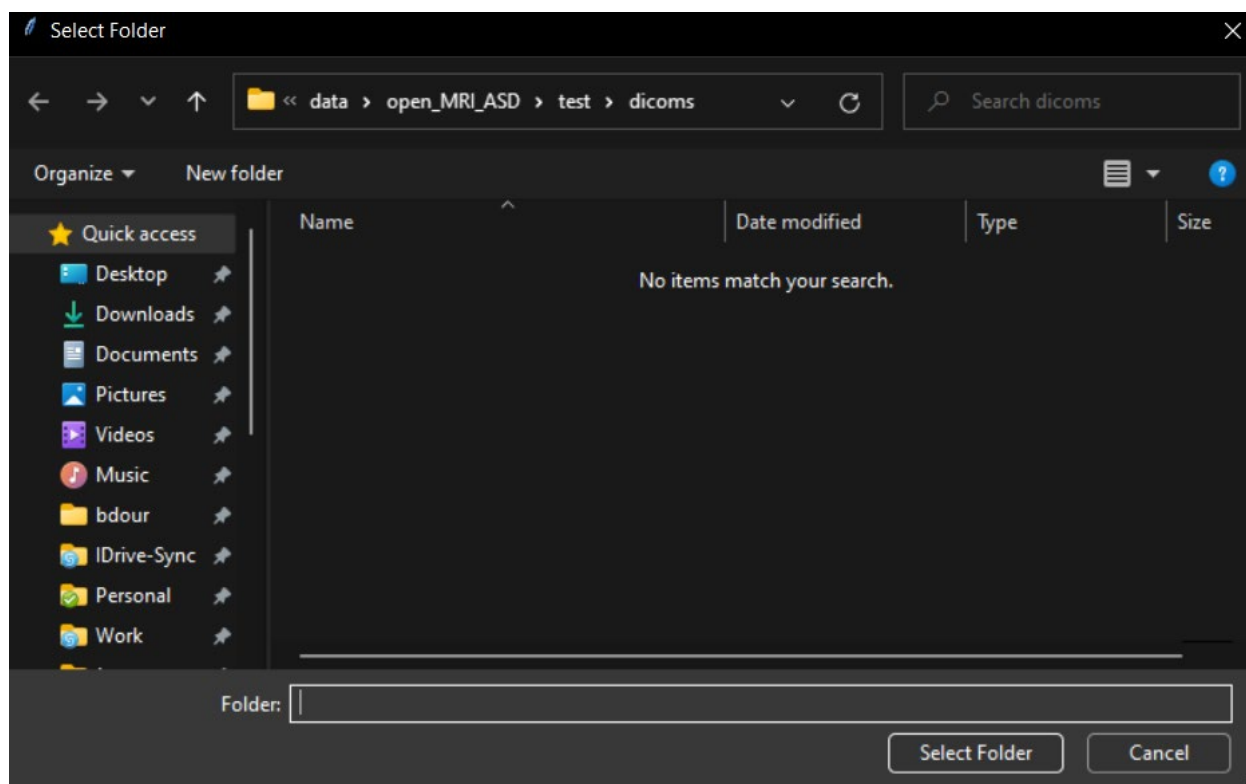 Select Folder
« data › open_MRI_ASD › test › dicoms
Search dicoms
Organize
New folder
?
Name
Date modified
Type
Size
Quick access
Desktop
Downloads
Documents
Pictures
Videos
Music
bdour
IDrive-Sync
Personal
Work
No items match your search.
Folder:
Select Folder
Cancel